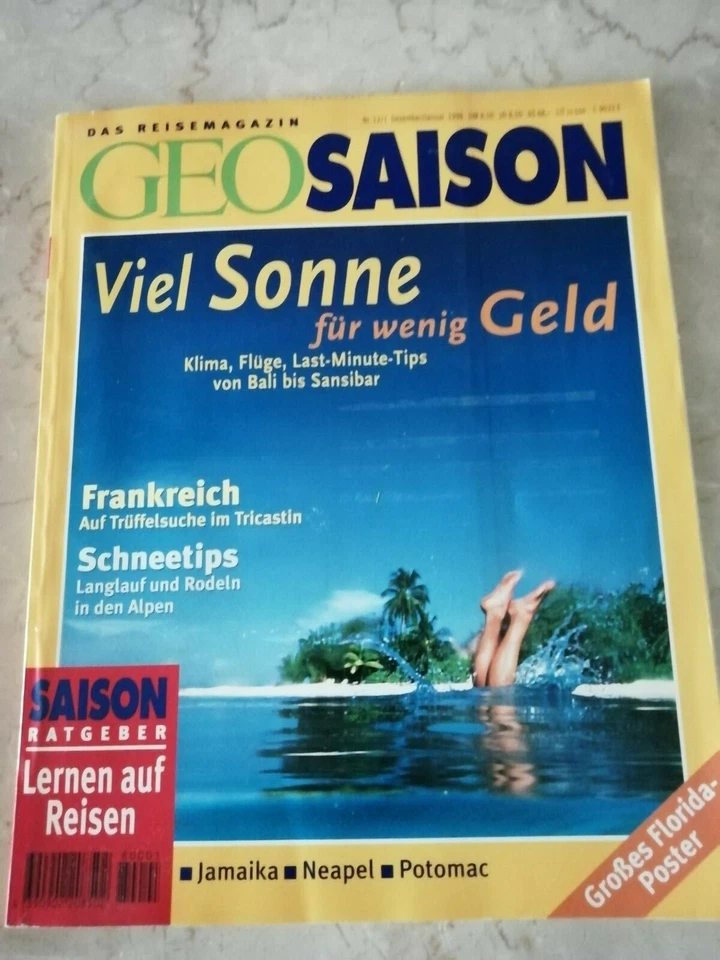 DAS REISEMAGAZIN
GEO SAISON
Viel Sonne
für wenig Geld
Klima, Flüge, Last-Minute-Tips
von Bali bis Sansibar
Frankreich
Auf Trüffelsuche im Tricastin
Schneetips
Langlauf und Rodeln
in den Alpen
SAISON
RATGEBER
Lernen auf
Reisen
■ Jamaika ■ Neapel ■ Potomac
Großes Florida-
Poster